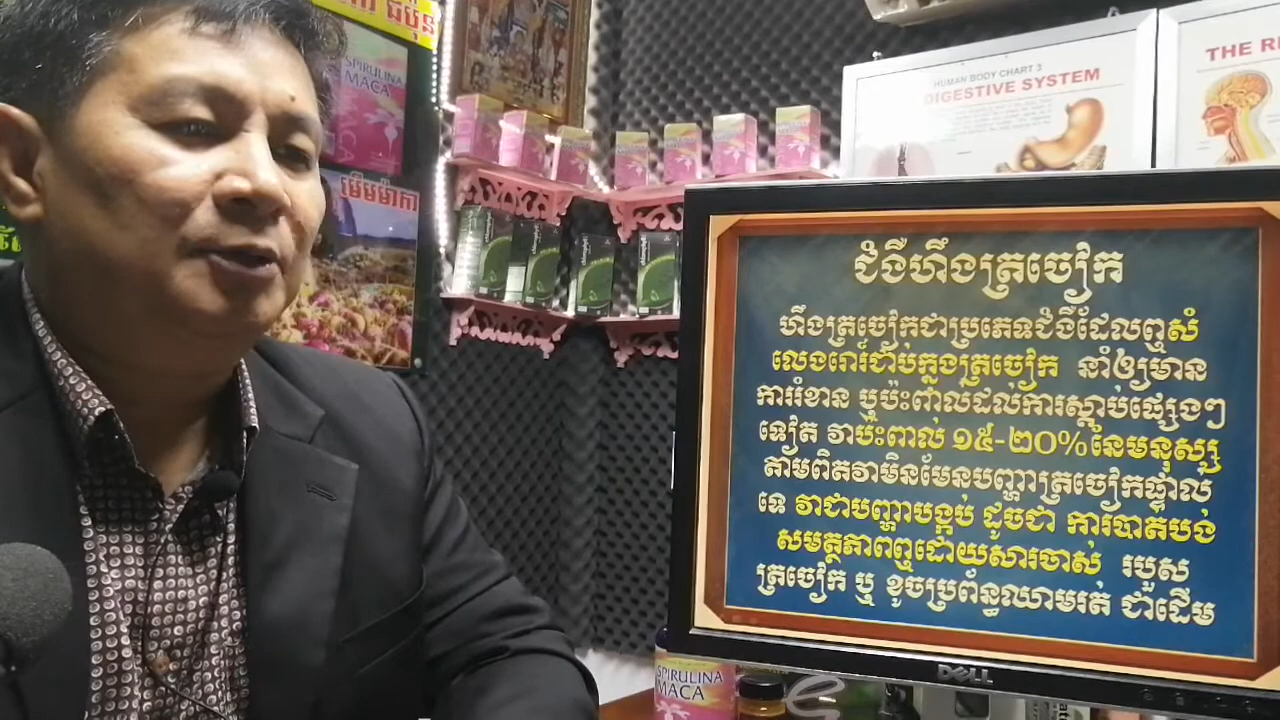 SPIRULINA
MACA
មើមម៉ាកា
HUMAN BODY CHART 3
DIGESTIVE SYSTEM
ជំងឺហឹងត្រចៀក
ហឹងត្រចៀកជាប្រភេទជំងឺដែលឮសំ
លេងរោរ៍ជាប់ក្នុងត្រចៀក នាំឲ្យមាន
ការរំខាន ឬប៉ះពាល់ដល់ការស្តាប់ផ្សេងៗ
ទៀត វាប៉ះពាល់ ១៥-២០%នៃមនុស្ស
តាមពិតវាមិនមែនបញ្ហាត្រចៀកផ្ទាល់
ទេ វាជាបញ្ហាបង្កប់ ដូចជា ការបាត់បង់
សមត្ថភាពឮដោយសារចាស់ របួស
ត្រចៀក ឬ ខូចប្រព័ន្ធឈាមរត់ ជាដើម
DELL
SPIRULINA
MACA